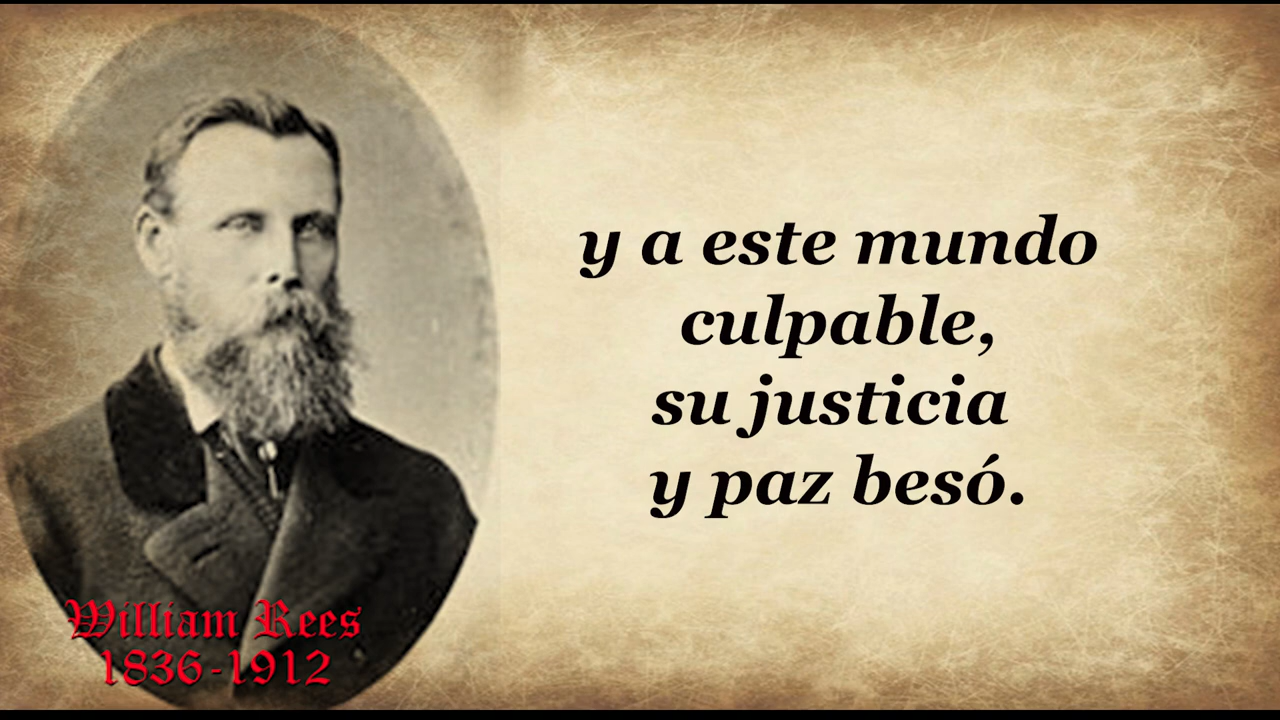 y a este mundo
culpable,
su justicia
y paz besó.
William Rees
1836-1912